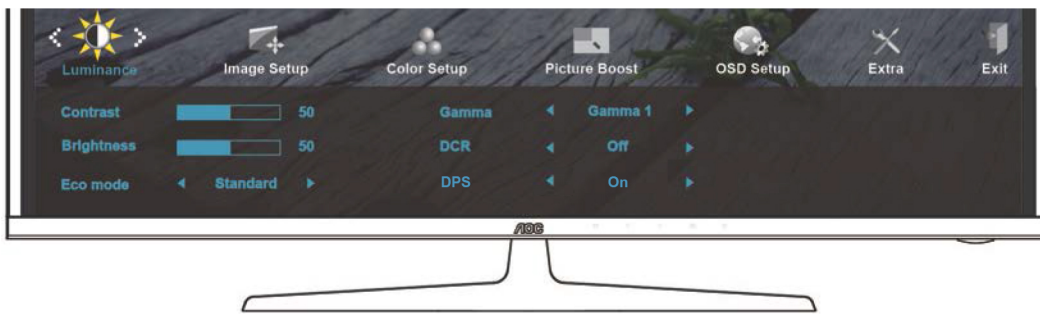 Luminance Image Setup Color Setup Picture Boost OSD Setup Extra Exit
Contrast 50 Gamma Gamma 1
Brightness 50 DCR Off
Eco mode Standard DPS On
AOC